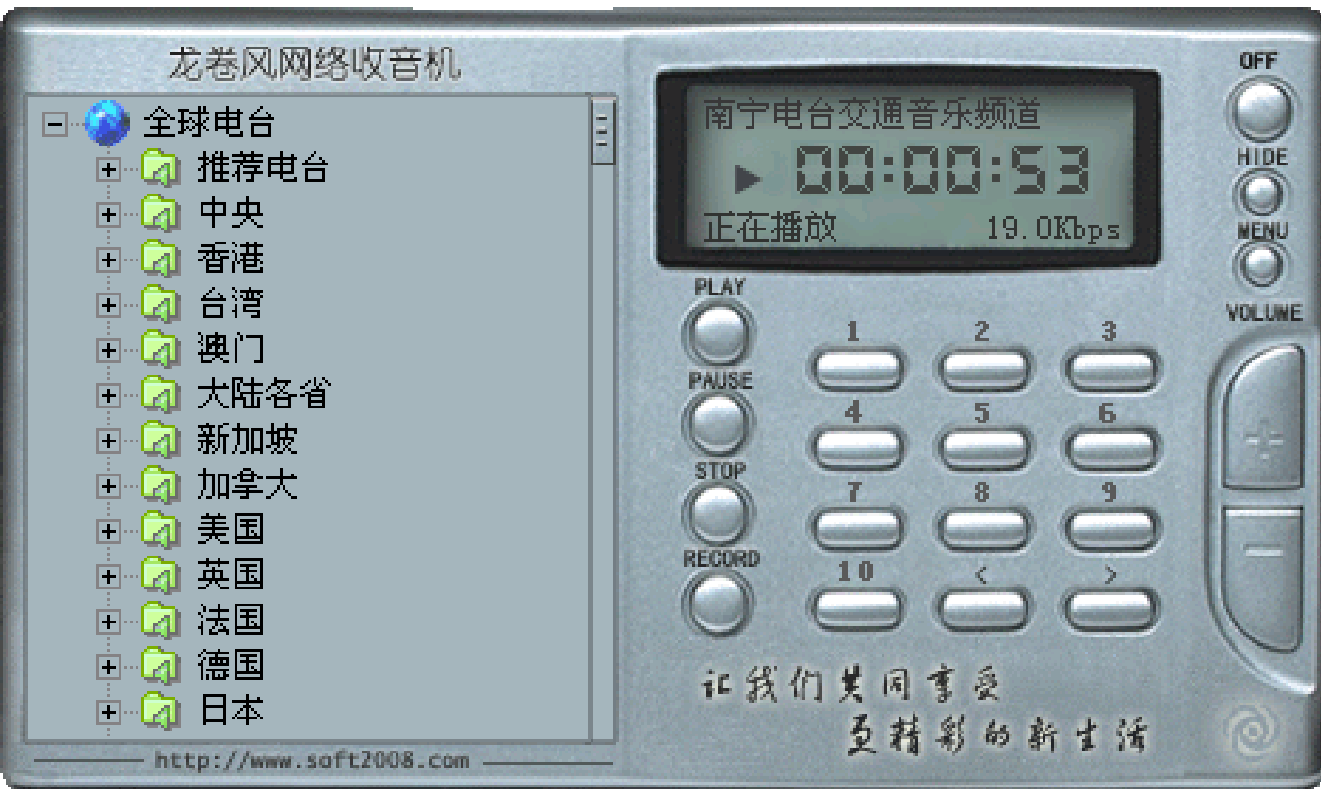 龙卷风网络收音机
全球电台
推荐电台
中央
香港
台湾
澳门
大陆各省
新加坡
加拿大
美国
英国
法国
德国
日本
http://www.soft2008.com
南宁电台交通音乐频道
00:00:53
正在播放 19.0Kbps
OFF
HIDE
MENU
VOLUME
PLAY
PAUSE
STOP
RECORD
1 2 3
4 5 6
7 8 9
10 < >
+
-
让我们共同享受
更精彩的新生活